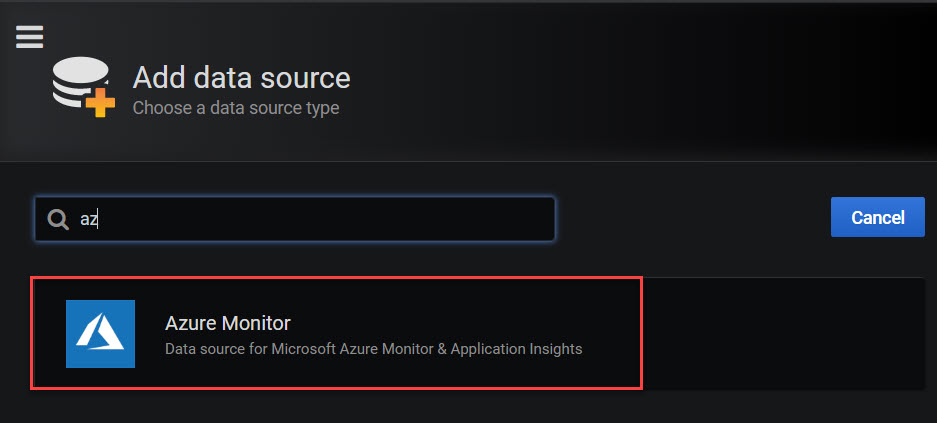 Add data source
Choose a data source type
az
Cancel
Azure Monitor
Data source for Microsoft Azure Monitor & Application Insights